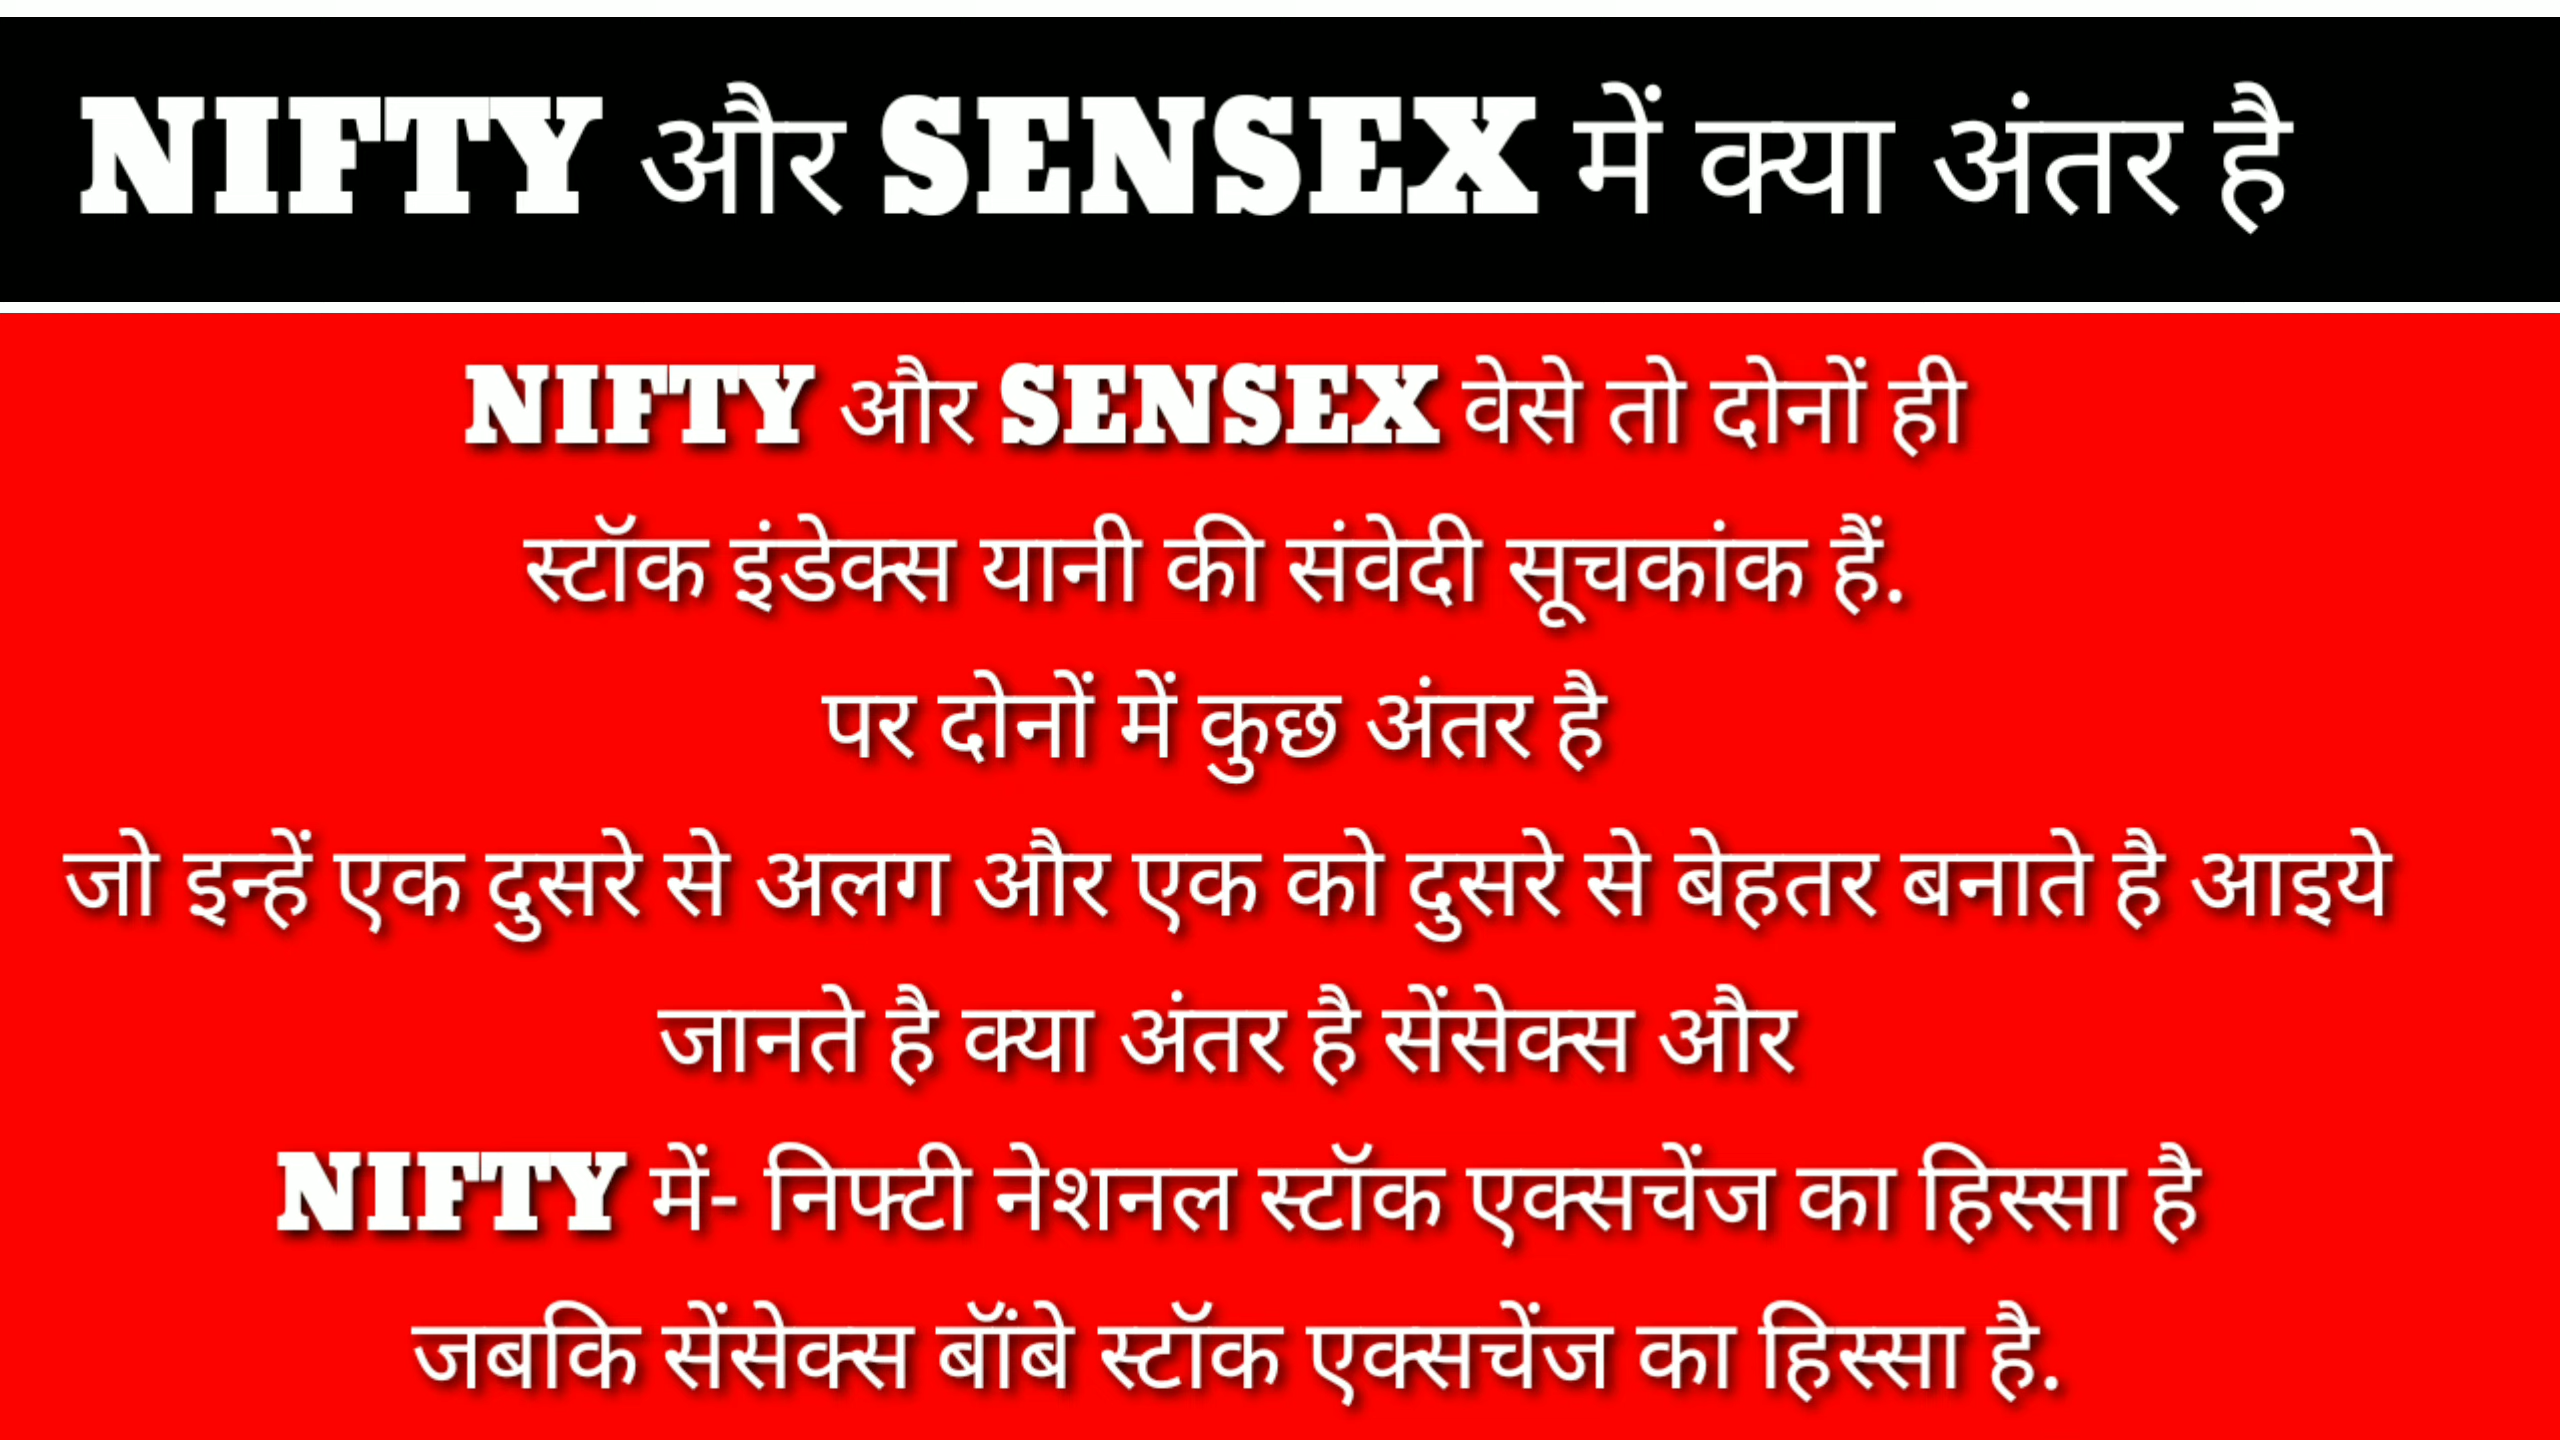 NIFTY और SENSEX में क्या अंतर है
NIFTY और SENSEX वेसे तो दोनों ही
स्टॉक इंडेक्स यानी की संवेदी सूचकांक हैं.
पर दोनों में कुछ अंतर है
जो इन्हें एक दुसरे से अलग और एक को दुसरे से बेहतर बनाते है आइये
जानते है क्या अंतर है सेंसेक्स और
NIFTY में- निफ्टी नेशनल स्टॉक एक्सचेंज का हिस्सा है
जबकि सेंसेक्स बॉंबे स्टॉक एक्सचेंज का हिस्सा है.